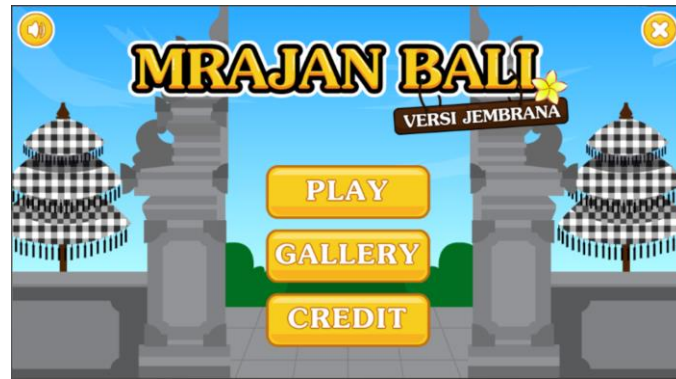 MRAJAN BALI
VERSI JEMBRANA
PLAY
GALLERY
CREDIT